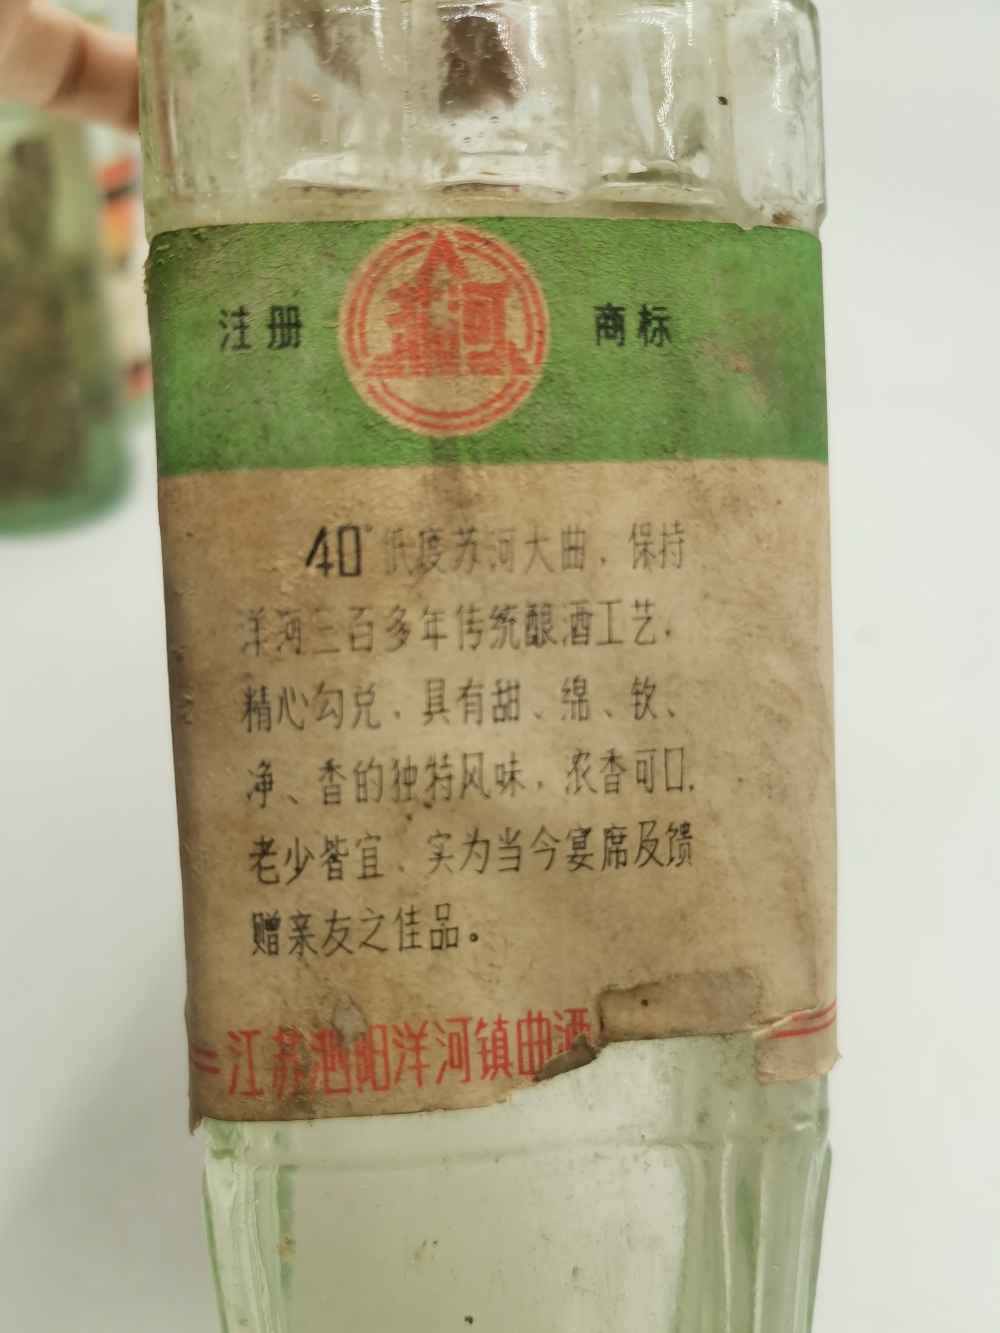 注册 苏河 商标
40°低度苏河大曲，保持
洋河三百多年传统酿酒工艺，
精心勾兑、具有甜、绵、软、
净、香的独特风味，浓香可口，
老少皆宜、实为当今宴席及馈
赠亲友之佳品。
江苏泗阳洋河镇曲酒